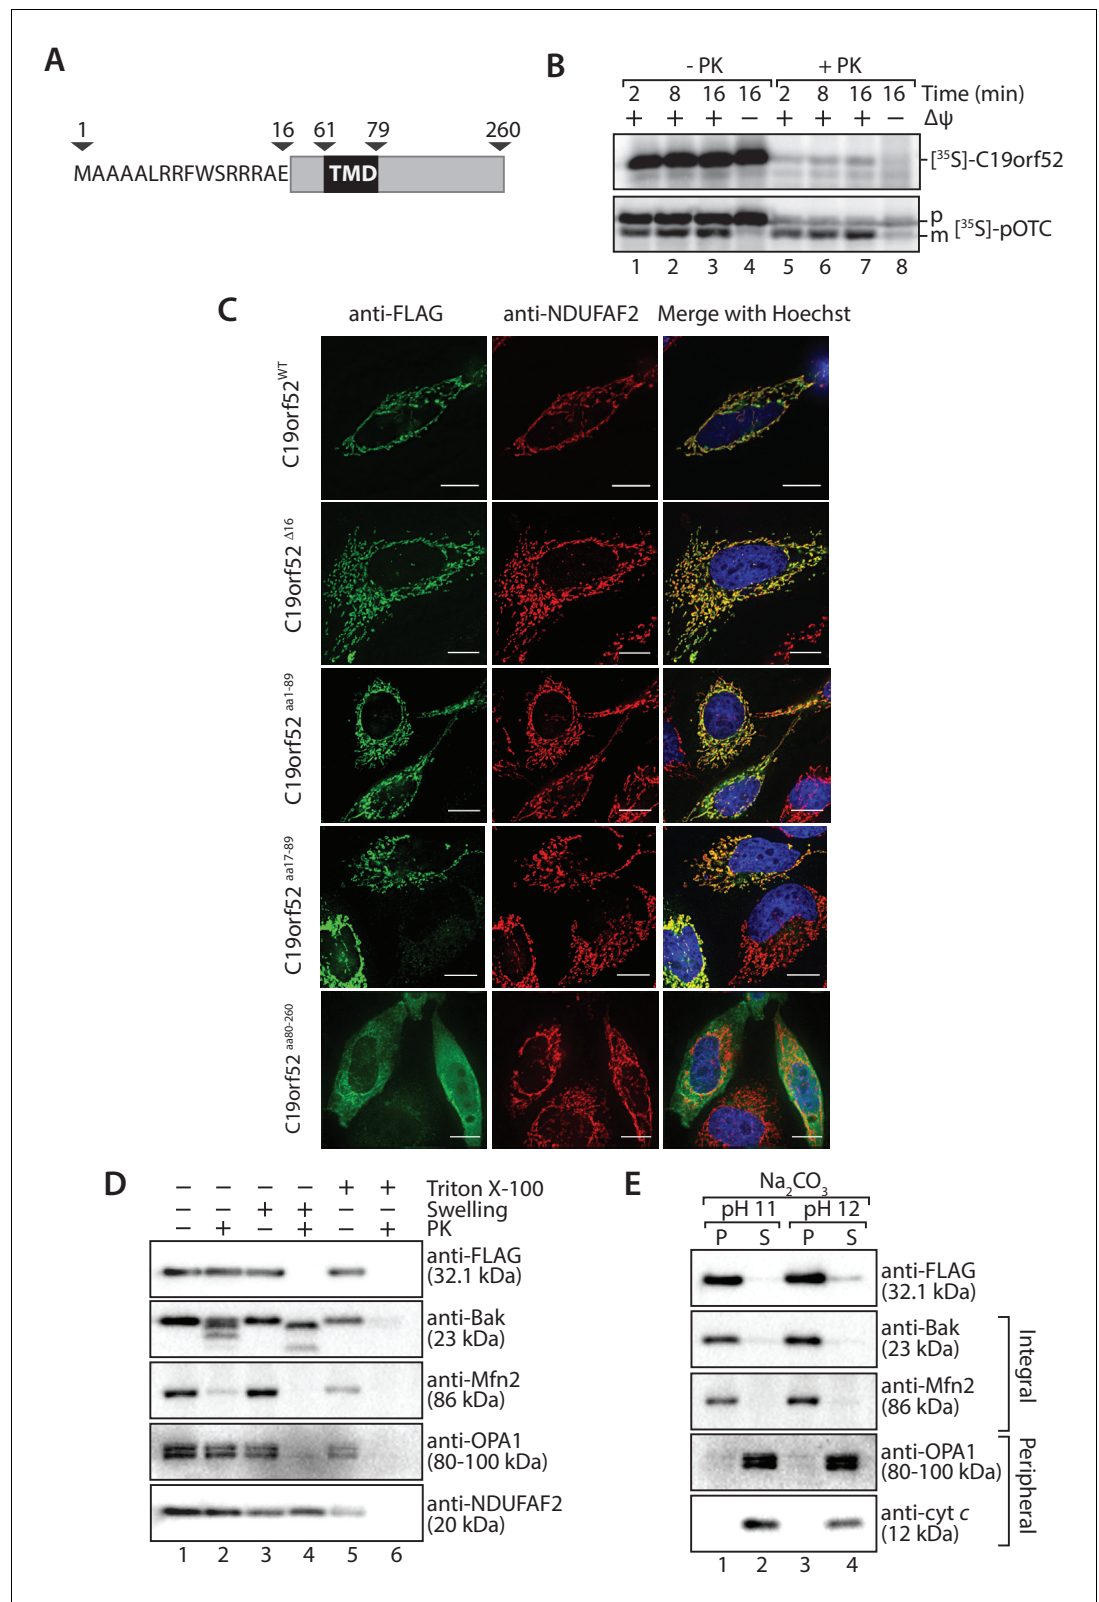 A
1 16 61 79 260
MAAAALRRFWSRRRAE TMD
B
- PK + PK
2 8 16 16 2 8 16 16 Time (min)
+ + + − + + + − Δψ
[³⁵S]-C19orf52
p
m [³⁵S]-pOTC
1 2 3 4 5 6 7 8
C
anti-FLAG anti-NDUFAF2 Merge with Hoechst
C19orf52 WT
C19orf52 Δ16
C19orf52 aa1-89
C19orf52 aa17-89
C19orf52 aa80-260
D
− − − − + + Triton X-100
− − + + − − Swelling
− + − + − + PK
anti-FLAG
(32.1 kDa)
anti-Bak
(23 kDa)
anti-Mfn2
(86 kDa)
anti-OPA1
(80-100 kDa)
anti-NDUFAF2
(20 kDa)
1 2 3 4 5 6
E
Na₂CO₃
pH 11 pH 12
P S P S
anti-FLAG
(32.1 kDa)
anti-Bak
(23 kDa)
anti-Mfn2
(86 kDa)
Integral
anti-OPA1
(80-100 kDa)
anti-cyt c
(12 kDa)
Peripheral
1 2 3 4